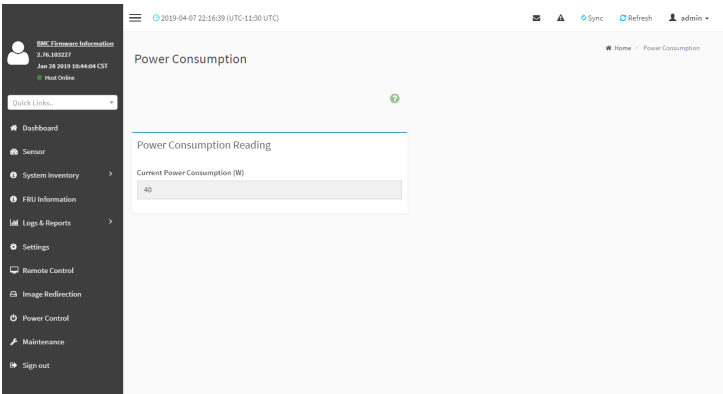 2019-04-07 22:16:39 (UTC-11:30 UTC)
Sync
Refresh
admin
BMC Firmware Information
2.76.103227
Jan 28 2019 10:44:04 CST
Host Online
Quick Links..
Dashboard
Sensor
System Inventory
FRU Information
Logs & Reports
Settings
Remote Control
Image Redirection
Power Control
Maintenance
Sign out
Home
Power Consumption
Power Consumption
?
Power Consumption Reading
Current Power Consumption (W)
40